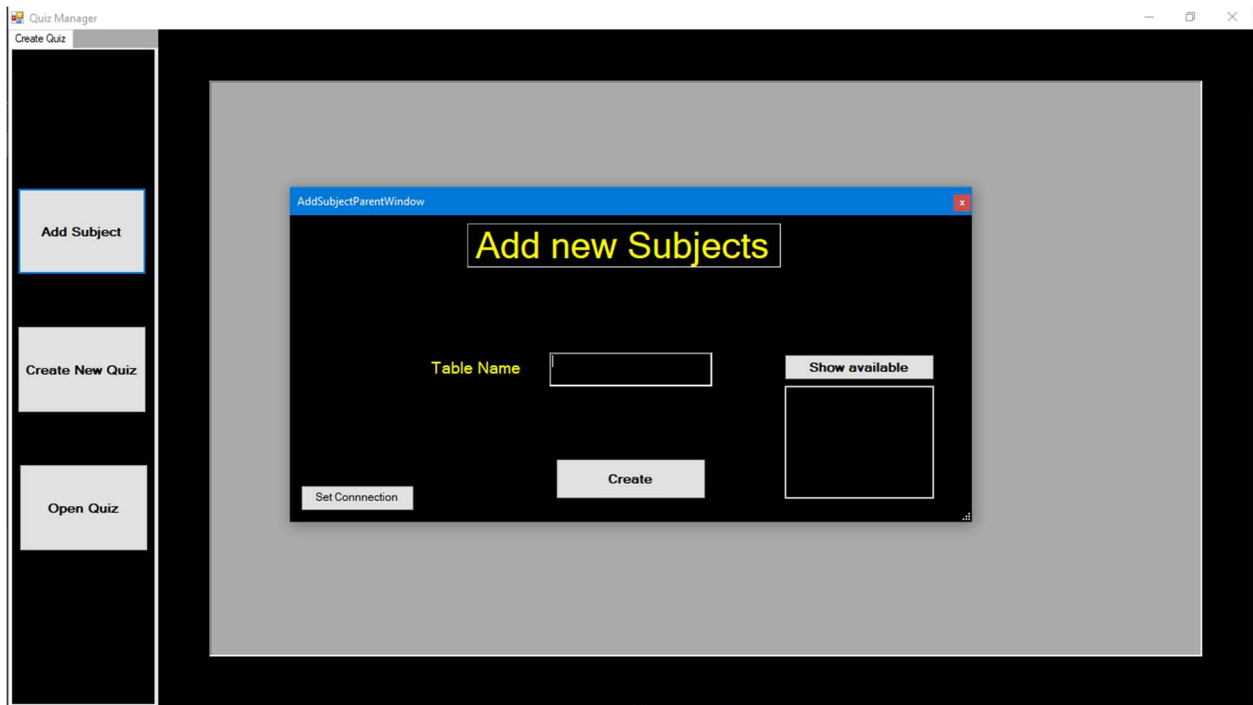 Quiz Manager
Create Quiz
Add Subject
Create New Quiz
Open Quiz
AddSubjectParentWindow
x
Add new Subjects
Table Name
Show available
Create
Set Connnection